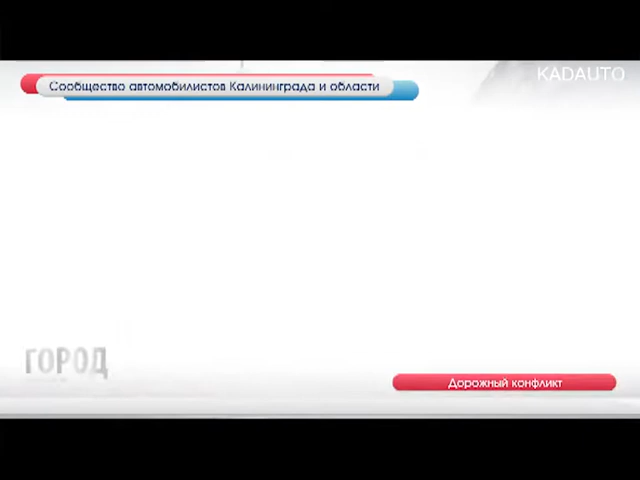 KADAUTO
Сообщество автомобилистов Калининграда и области
ГОРОД
Дорожный конфликт